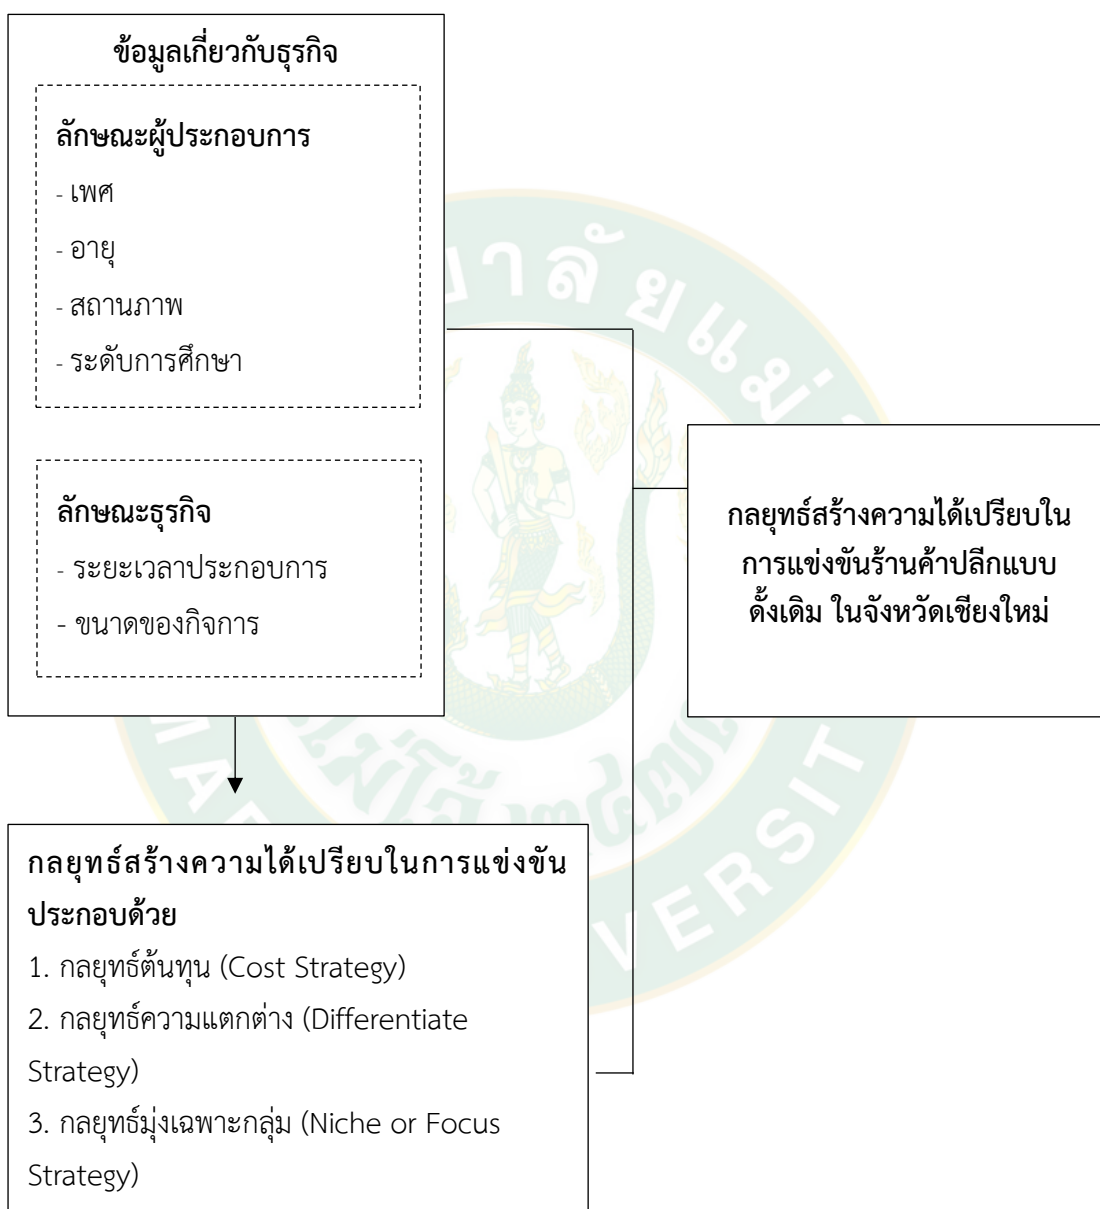 ข้อมูลเกี่ยวกับธุรกิจ
ลักษณะผู้ประกอบการ
- เพศ
- อายุ
- สถานภาพ
- ระดับการศึกษา
ลักษณะธุรกิจ
- ระยะเวลาประกอบการ
- ขนาดของกิจการ
กลยุทธ์สร้างความได้เปรียบใน
การแข่งขันร้านค้าปลีกแบบ
ดั้งเดิม ในจังหวัดเชียงใหม่
กลยุทธ์สร้างความได้เปรียบในการแข่งขัน
ประกอบด้วย
1. กลยุทธ์ต้นทุน (Cost Strategy)
2. กลยุทธ์ความแตกต่าง (Differentiate
Strategy)
3. กลยุทธ์มุ่งเฉพาะกลุ่ม (Niche or Focus
Strategy)